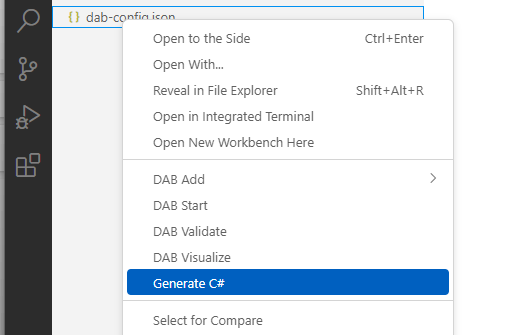 {} dab-config.json
Open to the Side Ctrl+Enter
Open With...
Reveal in File Explorer Shift+Alt+R
Open in Integrated Terminal
Open New Workbench Here
DAB Add
DAB Start
DAB Validate
DAB Visualize
Generate C#
Select for Compare